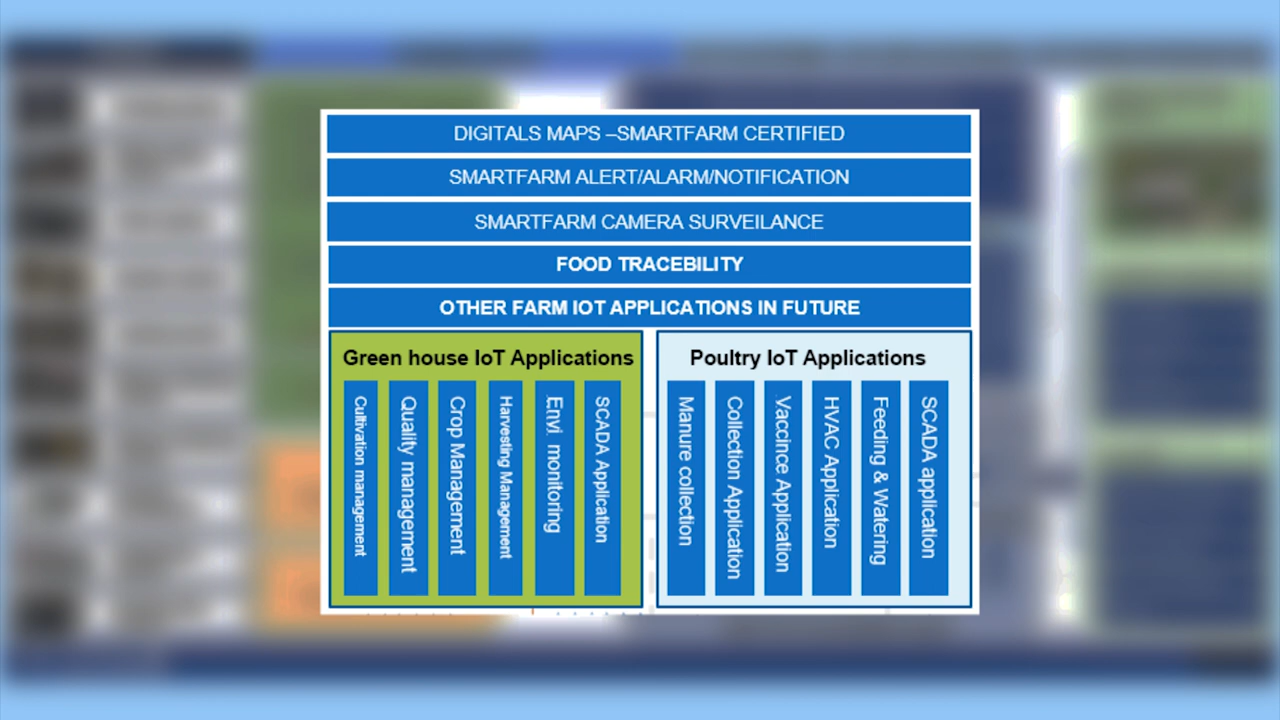 DIGITALS MAPS –SMARTFARM CERTIFIED
SMARTFARM ALERT/ALARM/NOTIFICATION
SMARTFARM CAMERA SURVEILANCE
FOOD TRACEBILITY
OTHER FARM IOT APPLICATIONS IN FUTURE
Green house IoT Applications
Cultivation management
Quality management
Crop Management
Harvesting Management
Envi monitoring
SCADA Application
Poultry IoT Applications
Manure collection
Collection Application
Vaccince Application
HVAC Application
Feeding & Watering
SCADA application